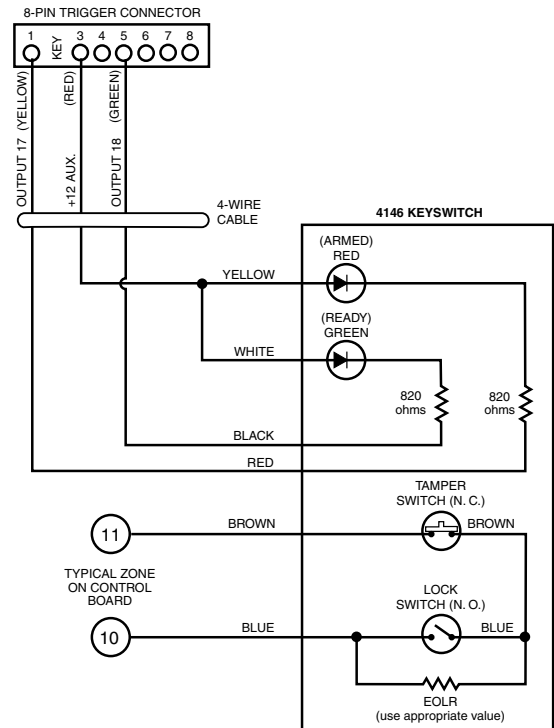 8-PIN TRIGGER CONNECTOR
1 KEY 3 4 5 6 7 8
OUTPUT 17 (YELLOW)
+12 AUX. (RED)
OUTPUT 18 (GREEN)
4-WIRE
CABLE
4146 KEYSWITCH
(ARMED)
RED
YELLOW
(READY)
GREEN
WHITE
820
ohms
820
ohms
BLACK
RED
TAMPER
SWITCH (N. C.)
11
BROWN
BROWN
TYPICAL ZONE
ON CONTROL
BOARD
LOCK
SWITCH (N. O.)
10
BLUE
BLUE
EOLR
(use appropriate value)